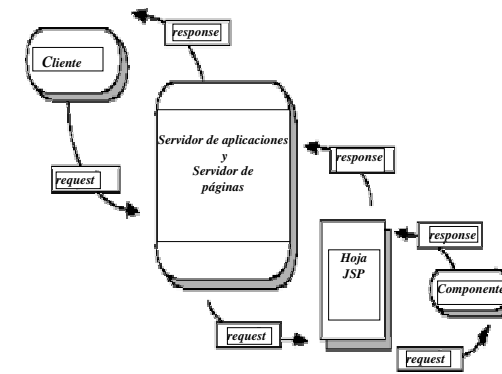 response
Cliente
Servidor de aplicaciones
y
Servidor de
páginas
request
response
response
Hoja
JSP
Componente
request
request